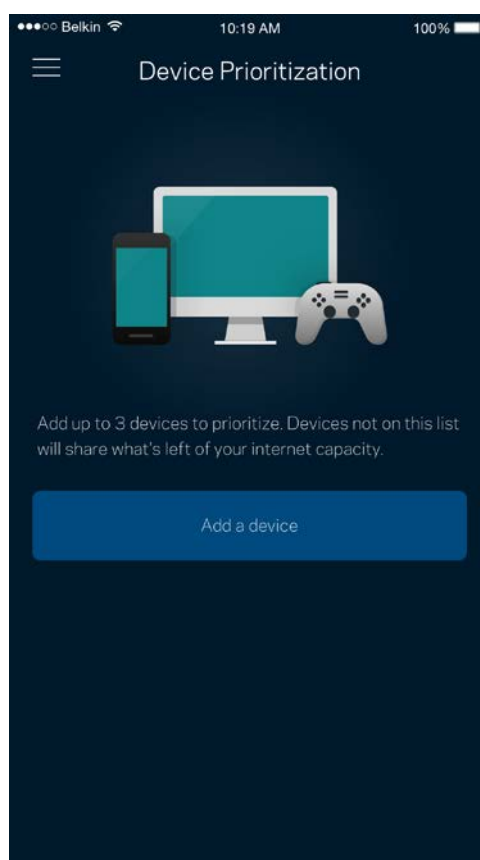 Belkin 10:19 AM 100%
Device Prioritization
Add up to 3 devices to prioritize. Devices not on this list
will share what's left of your internet capacity.
Add a device